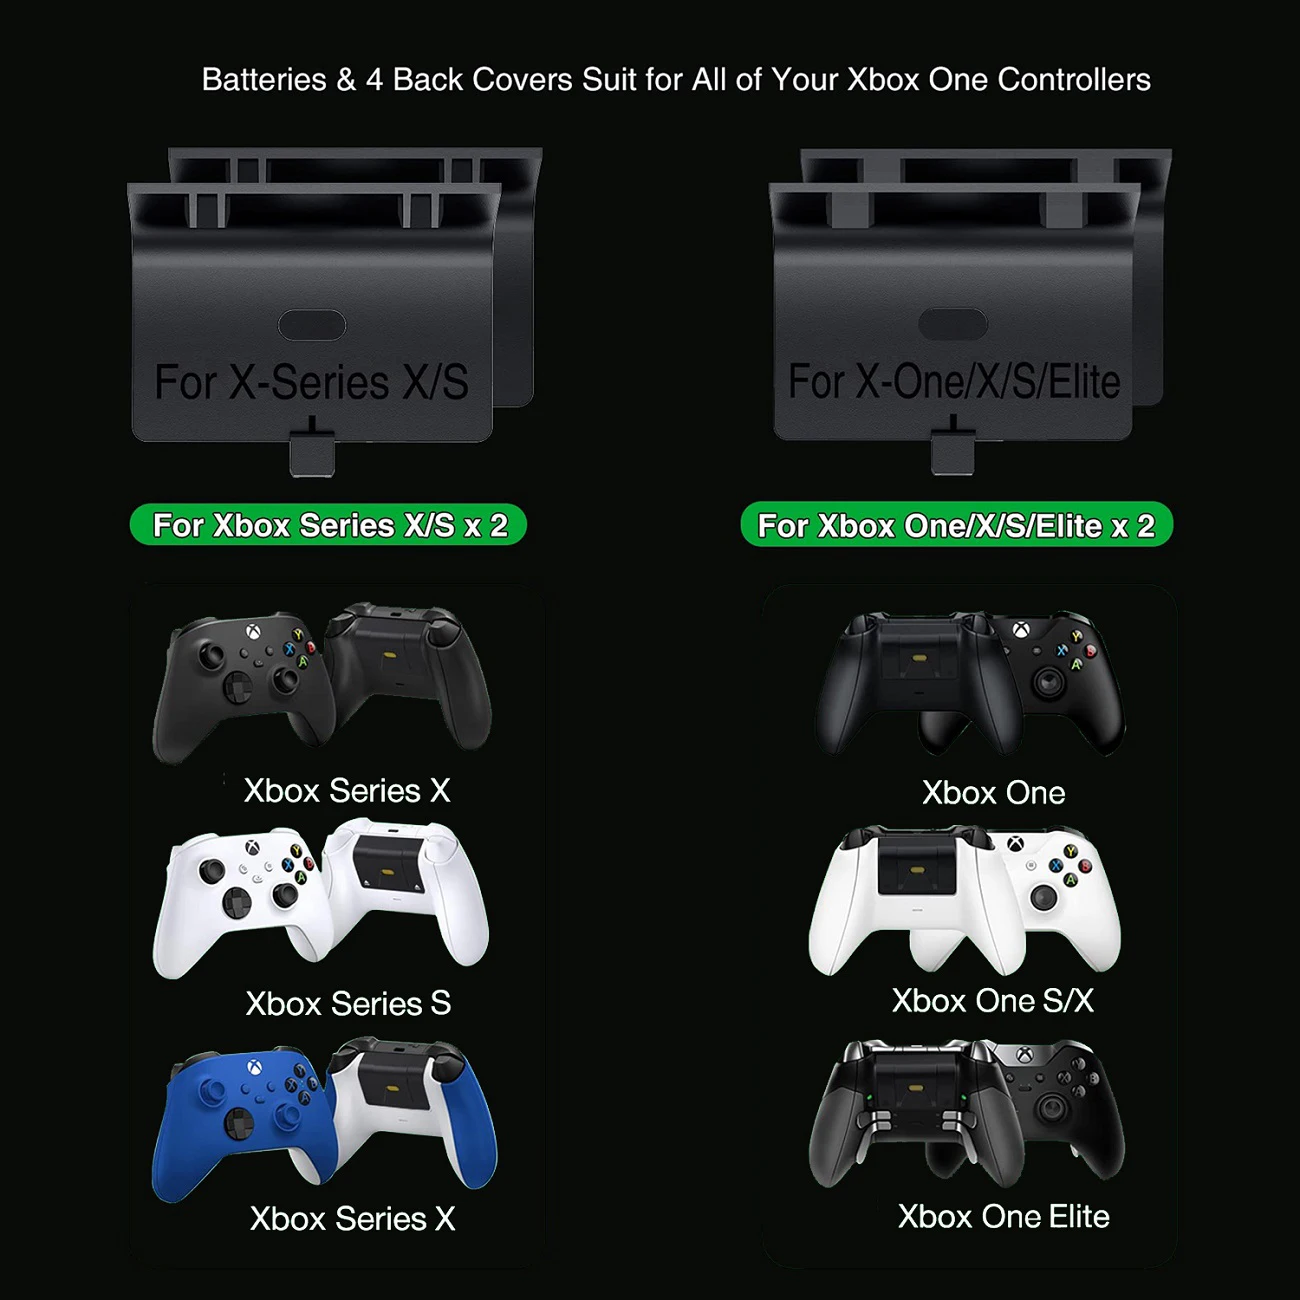 Batteries & 4 Back Covers Suit for All of Your Xbox One Controllers
For X-Series X/S
For X-One/X/S/Elite
For Xbox Series X/S x 2
For Xbox One/X/S/Elite x 2
Y
X
B
A
Y
X
B
A
Xbox Series X
Xbox One
Y
X
B
A
Y
X
B
A
Xbox Series S
Xbox One S/X
Y
X
B
A
Y
X
B
A
Xbox Series X
Xbox One Elite